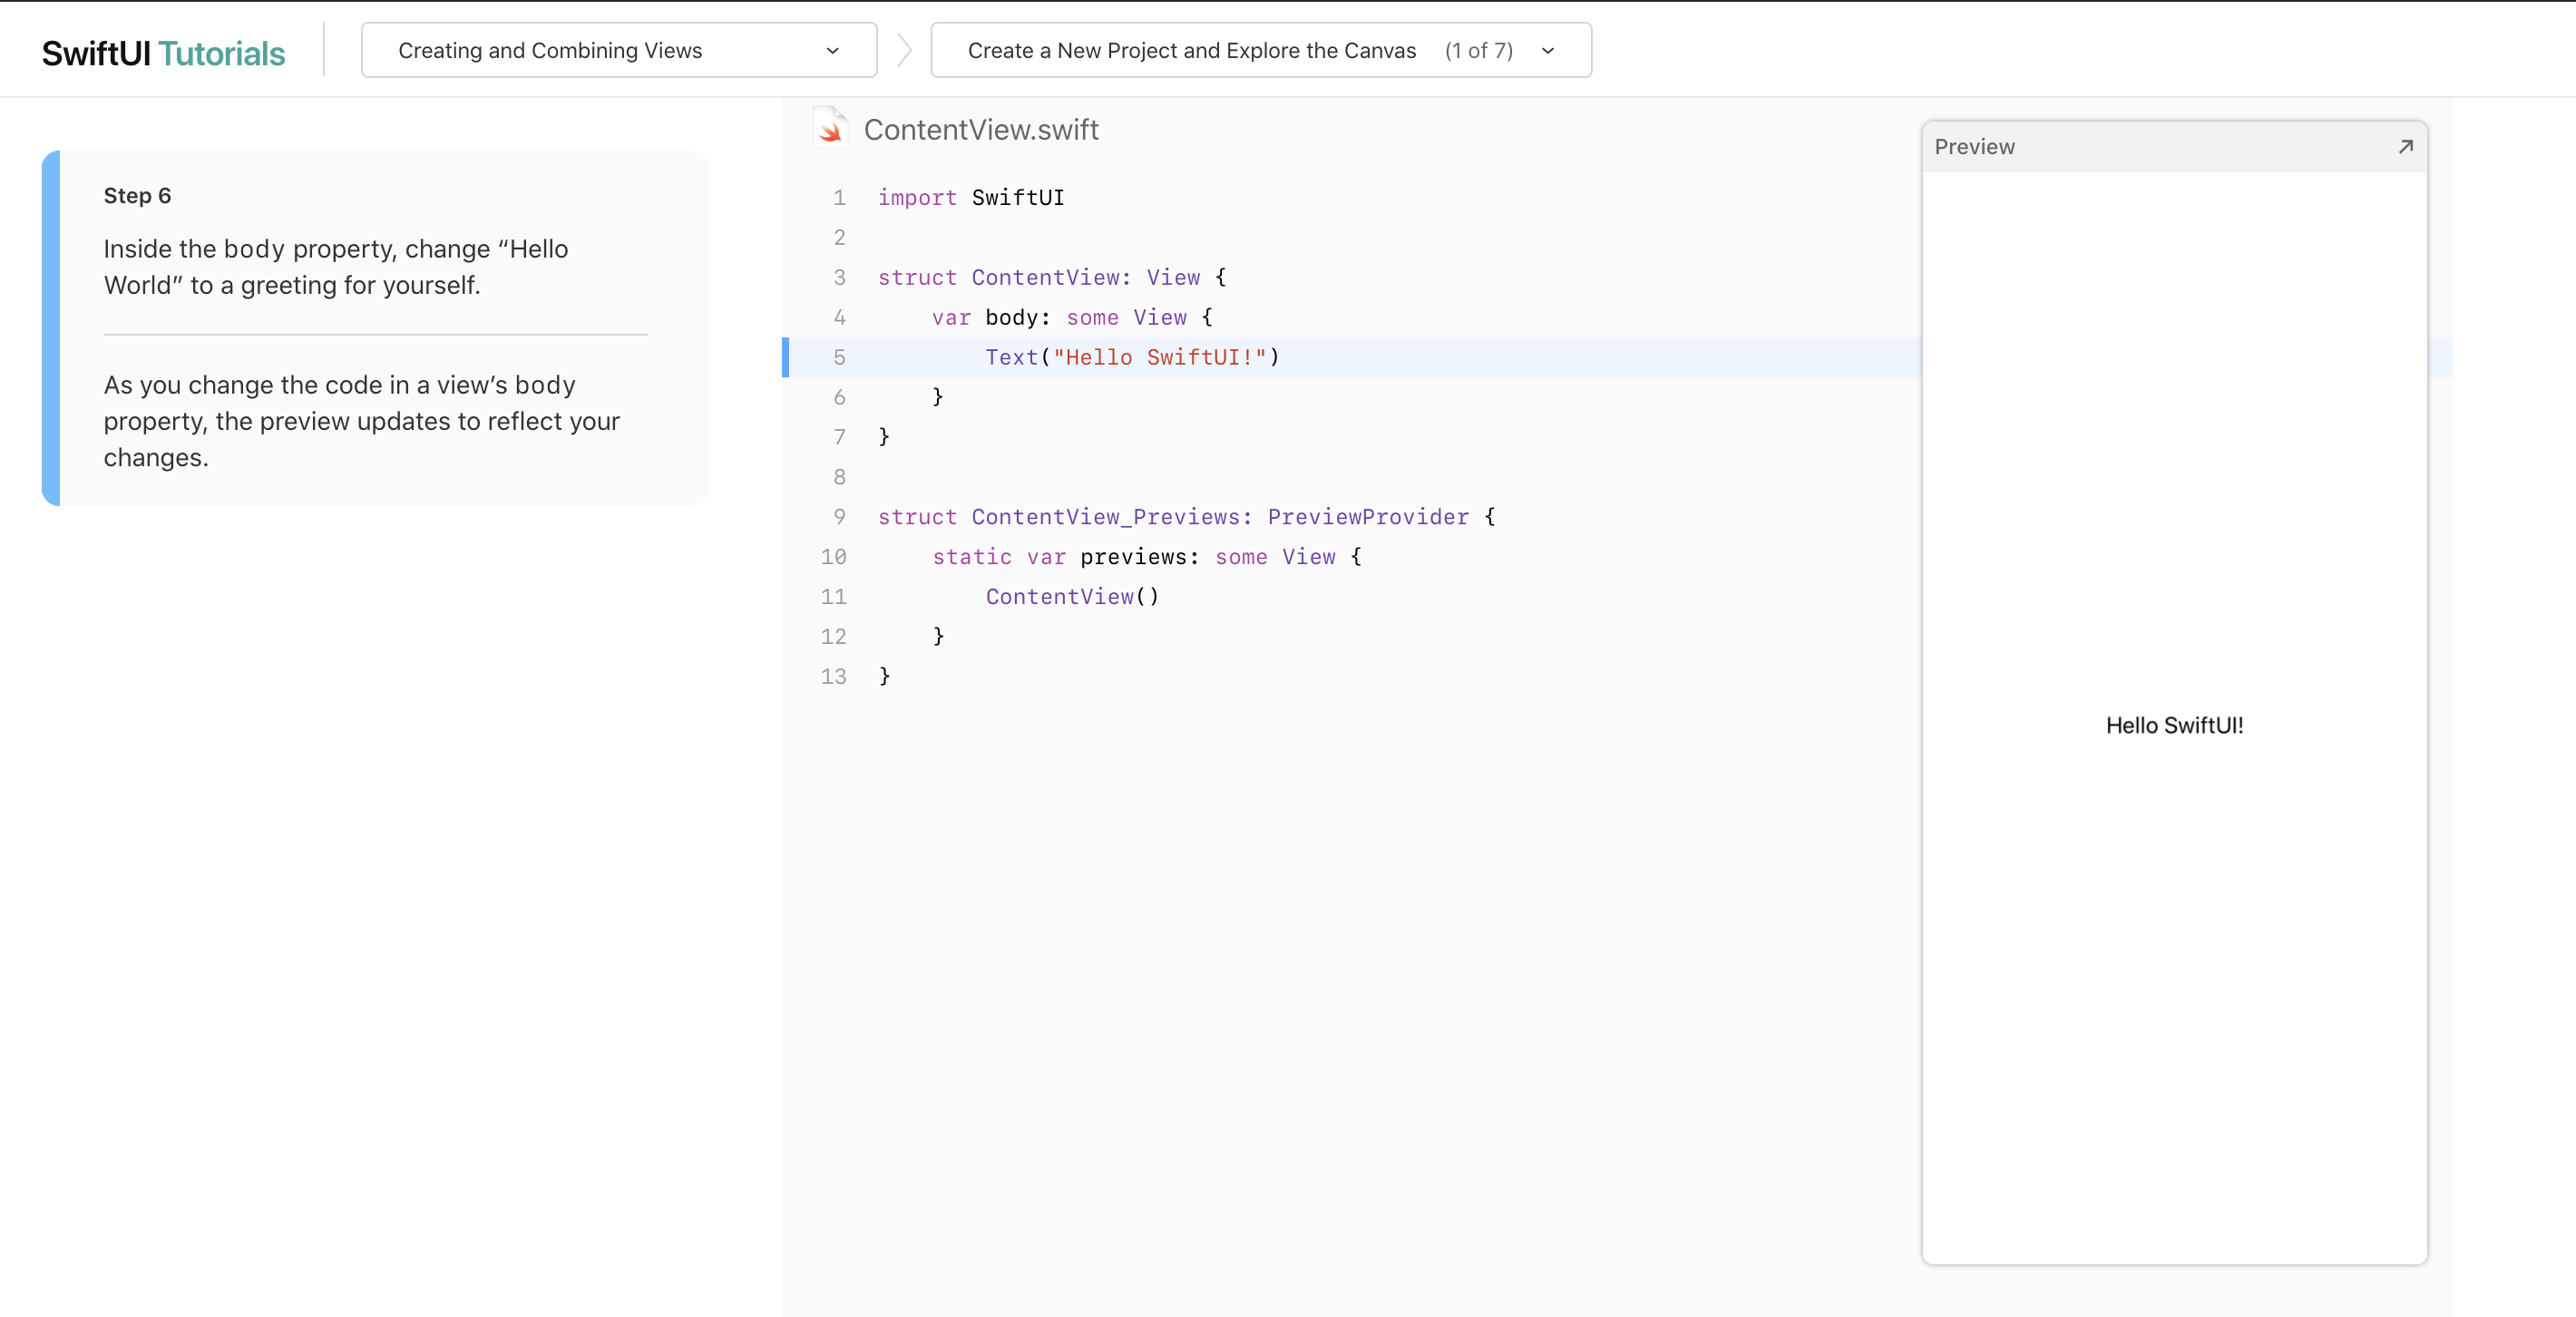 SwiftUI Tutorials
Creating and Combining Views
Create a New Project and Explore the Canvas (1 of 7)
Step 6
Inside the body property, change “Hello
World” to a greeting for yourself.
As you change the code in a view’s body
property, the preview updates to reflect your
changes.
ContentView.swift
1 import SwiftUI
2
3 struct ContentView: View {
4     var body: some View {
5         Text("Hello SwiftUI!")
6     }
7 }
8
9 struct ContentView_Previews: PreviewProvider {
10     static var previews: some View {
11         ContentView()
12     }
13 }
Preview
Hello SwiftUI!